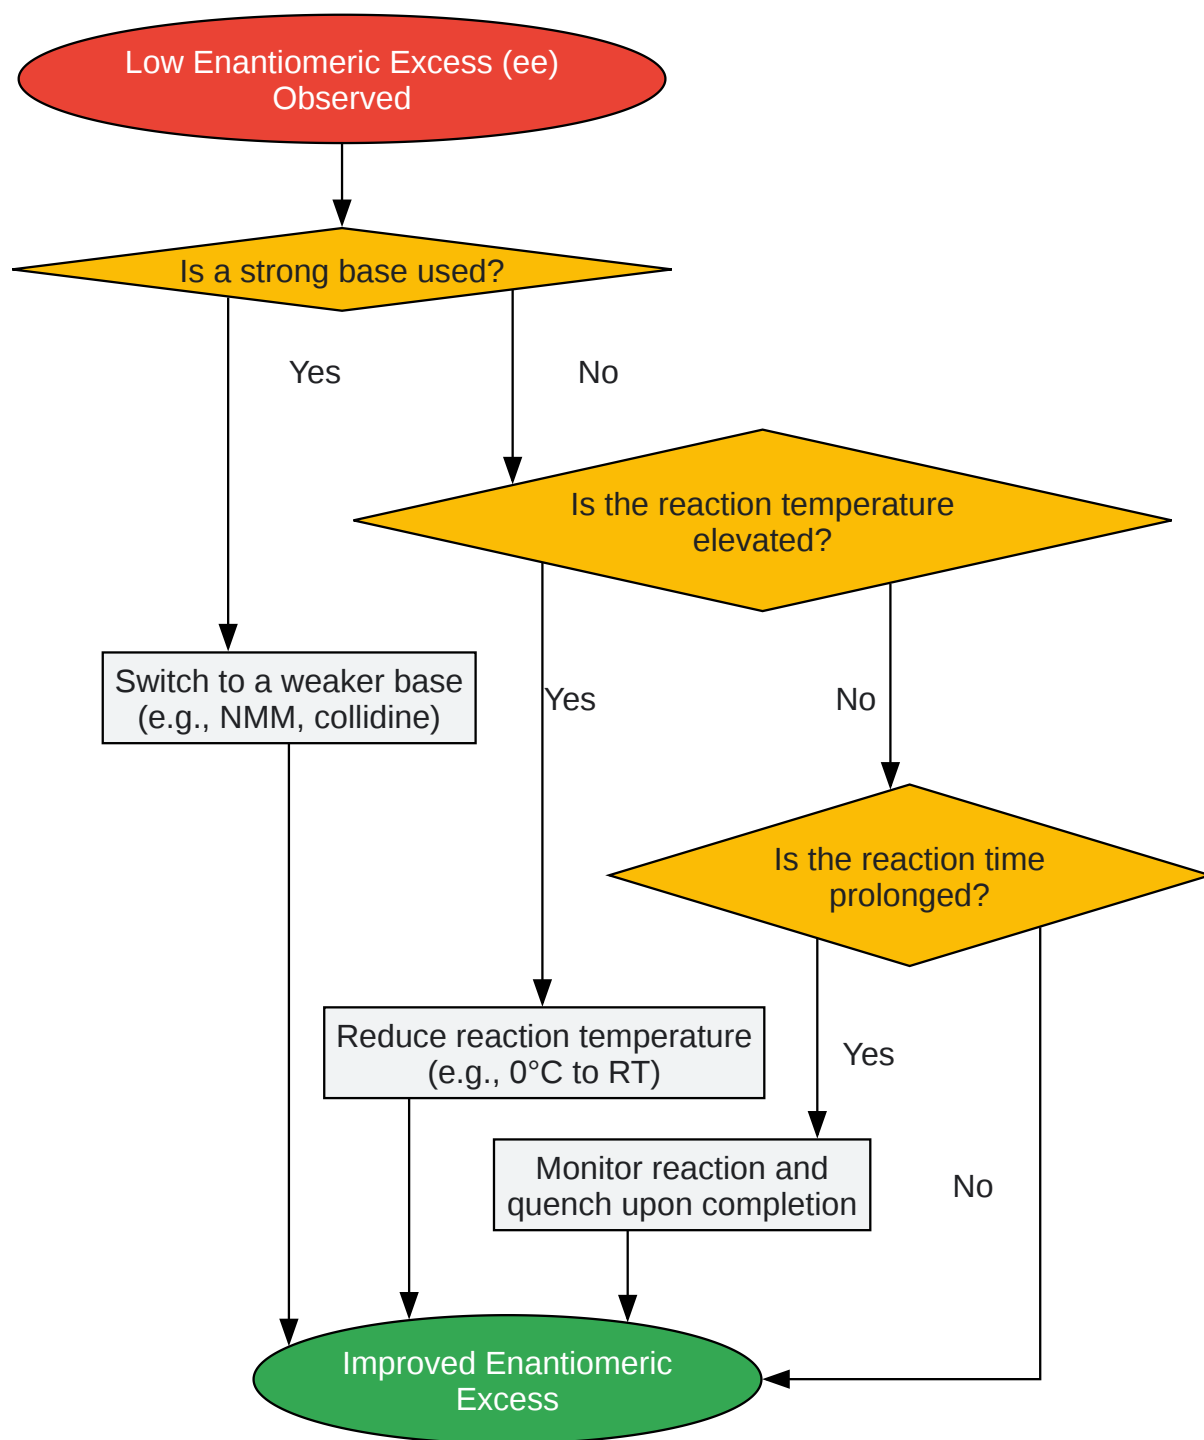 Low Enantiomeric Excess (ee)
Observed
Is a strong base used?
Yes
No
Is the reaction temperature
elevated?
Switch to a weaker base
(e.g., NMM, collidine)
Yes
No
Is the reaction time
prolonged?
Reduce reaction temperature
(e.g., 0°C to RT)
Yes
Monitor reaction and
quench upon completion
No
Improved Enantiomeric
Excess